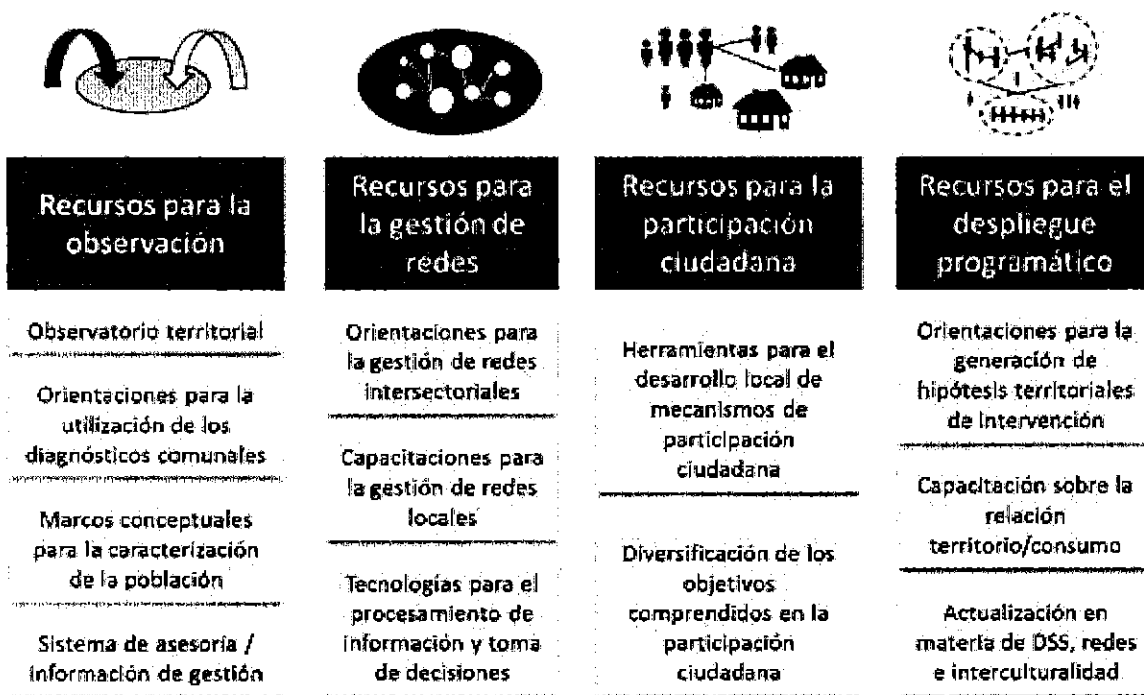 Recursos para la
observación
Observatorio territorial
Orientaciones para la
utilización de los
diagnósticos comunales
Marcos conceptuales
para la caracterización
de la población
Sistema de asesoría /
información de gestión
Recursos para
la gestión de
redes
Orientaciones para
la gestión de redes
intersectoriales
Capacitaciones para
la gestión de redes
locales
Tecnologías para el
procesamiento de
información y toma
de decisiones
Recursos para la
participación
ciudadana
Herramientas para el
desarrollo local de
mecanismos de
participación
ciudadana
Diversificación de los
objetivos
comprendidos en la
participación
ciudadana
Recursos para el
despliegue
programático
Orientaciones para la
generación de
hipótesis territoriales
de intervención
Capacitación sobre la
relación
territorio/consumo
Actualización en
materia de DSS, redes
e interculturalidad